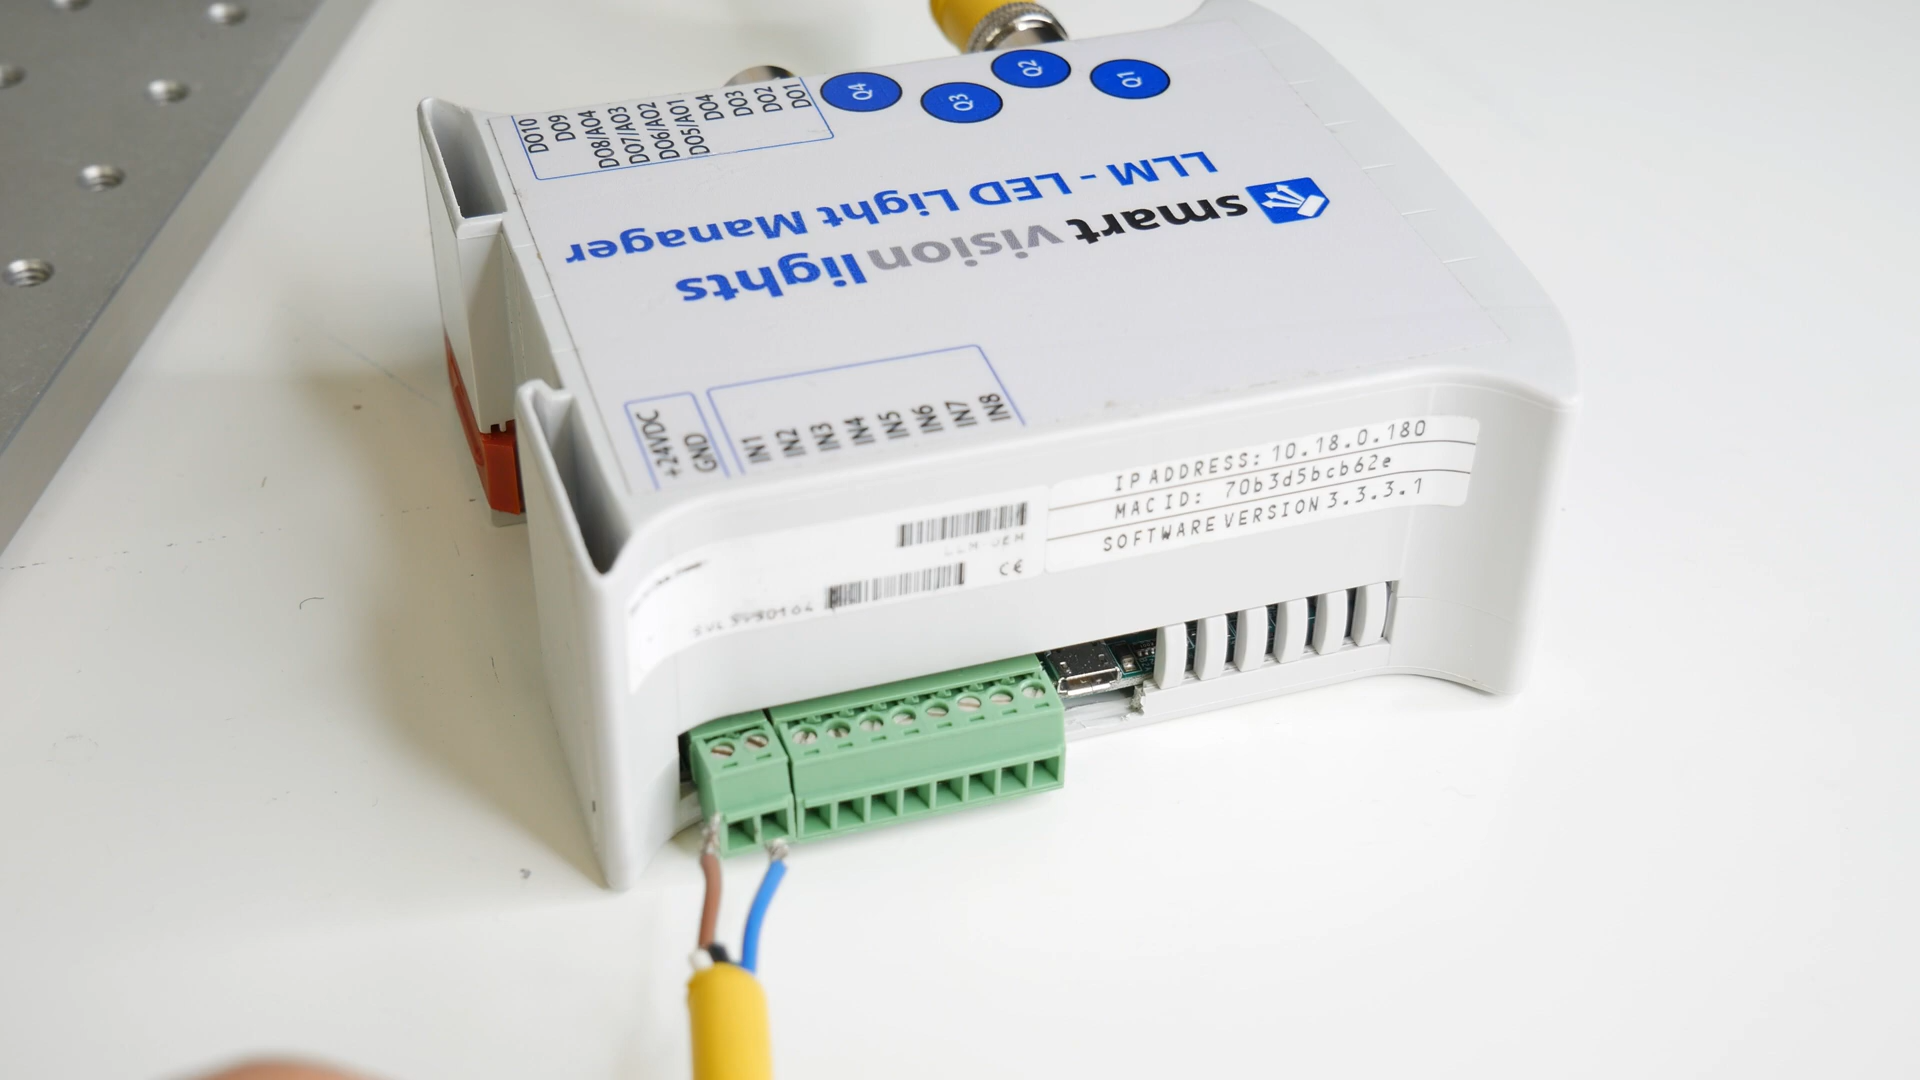 DO10
DO9
DO8/AO4
DO7/AO3
DO6/AO2
DO5/AO1
DO4
DO3
DO2
DO1
Q4
Q3
Q2
Q1
LLM - LED Light Manager
smart vision lights
+24VDC
GND
IN1
IN2
IN3
IN4
IN5
IN6
IN7
IN8
IP ADDRESS: 10.18.0.180
MAC ID: 70b3d5bcb62e
SOFTWARE VERSION 3.3.3.1
CE